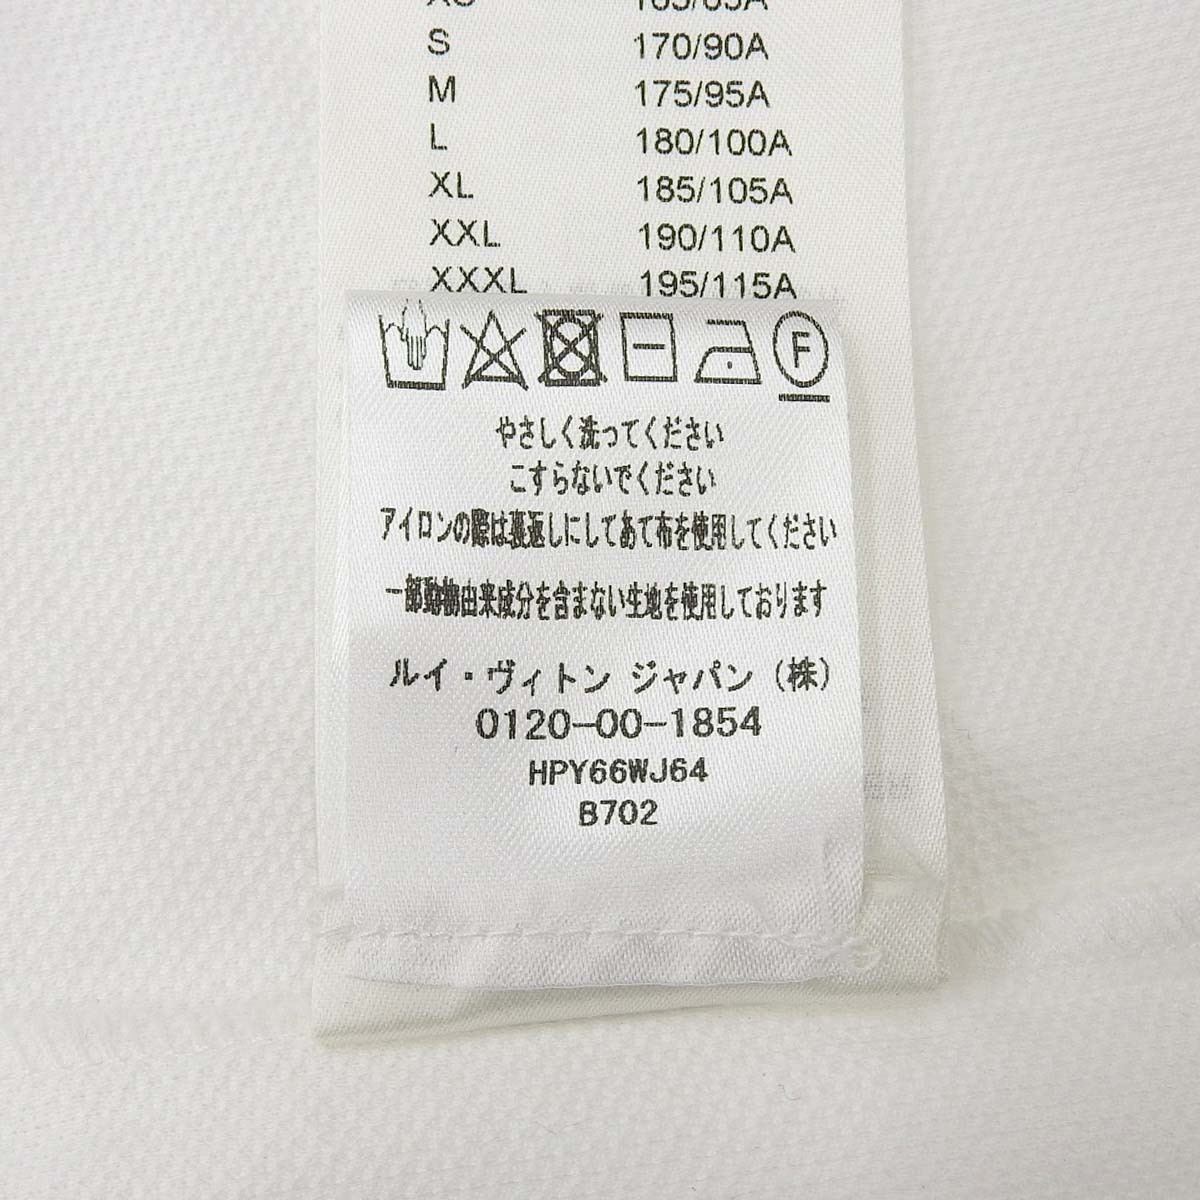 S 170/90A
M 175/95A
L 180/100A
XL 185/105A
XXL 190/110A
XXXL 195/115A
F
やさしく洗ってください
こすらないでください
アイロンの際は裏返しにしてあて布を使用してください
一部動物由来成分を含まない生地を使用しております
ルイ・ヴィトン ジャパン (株)
0120-00-1854
HPY66WJ64
B702